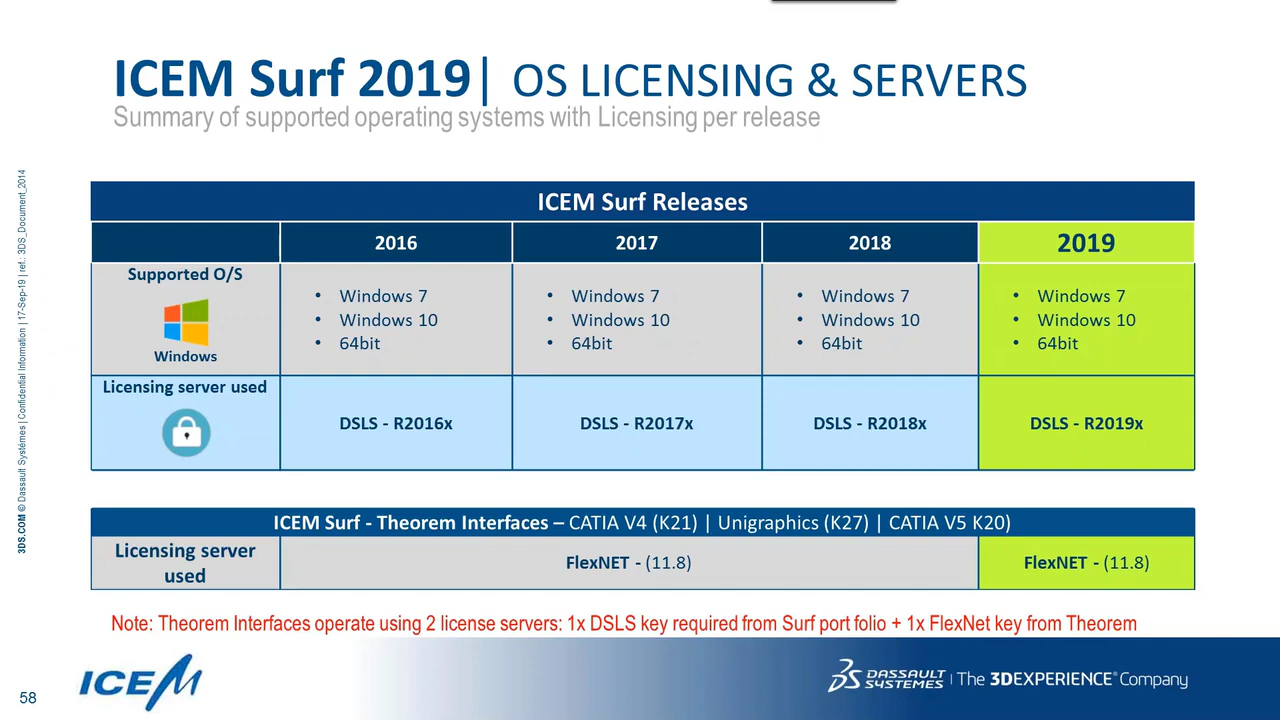 ICEM Surf 2019| OS LICENSING & SERVERS
Summary of supported operating systems with Licensing per release
3DS.COM © Dassault Systèmes | Confidential Information | 17-Sep-19 | ref.: 3DS_Document_2014
ICEM Surf Releases
2016 2017 2018 2019
Supported O/S
Windows
• Windows 7
• Windows 10
• 64bit
• Windows 7
• Windows 10
• 64bit
• Windows 7
• Windows 10
• 64bit
• Windows 7
• Windows 10
• 64bit
Licensing server used
DSLS - R2016x DSLS - R2017x DSLS - R2018x DSLS - R2019x
ICEM Surf - Theorem Interfaces – CATIA V4 (K21) | Unigraphics (K27) | CATIA V5 K20)
Licensing server
used
FlexNET - (11.8) FlexNET - (11.8)
Note: Theorem Interfaces operate using 2 license servers: 1x DSLS key required from Surf port folio + 1x FlexNet key from Theorem
58
ICEM
DASSAULT
SYSTEMES | The 3DEXPERIENCE® Company